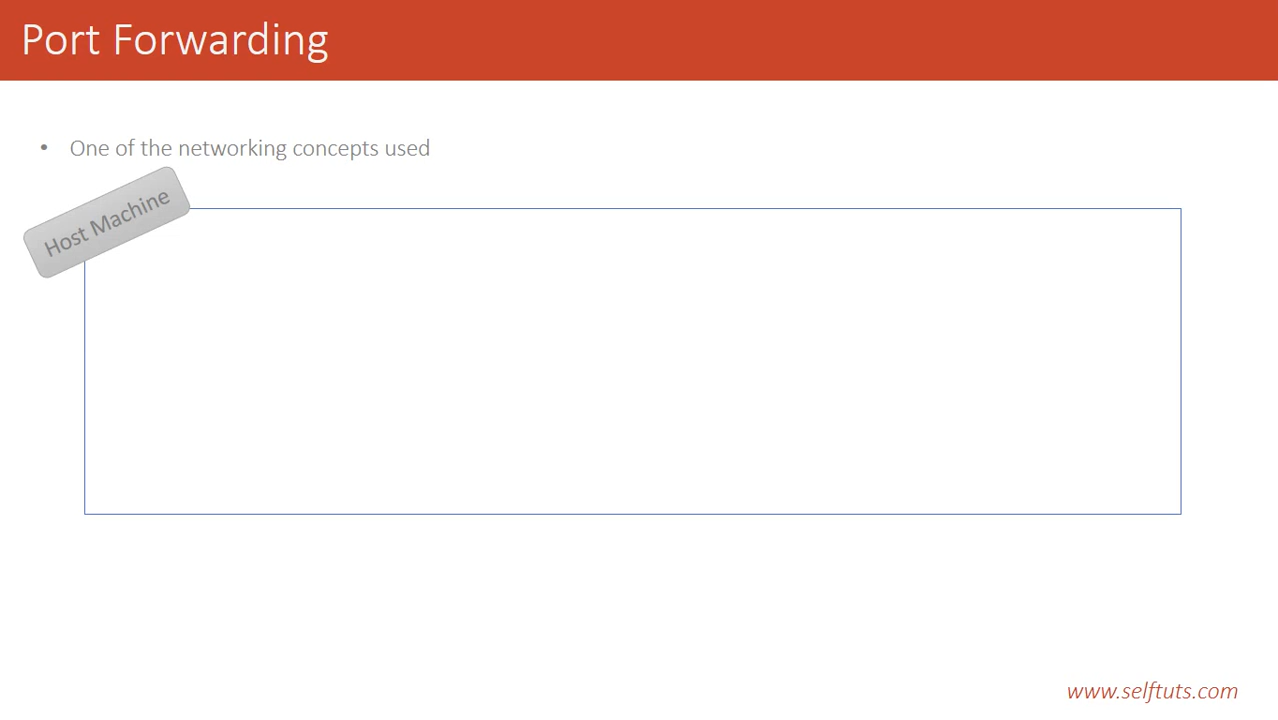 Port Forwarding
• One of the networking concepts used
Host Machine
www.selftuts.com